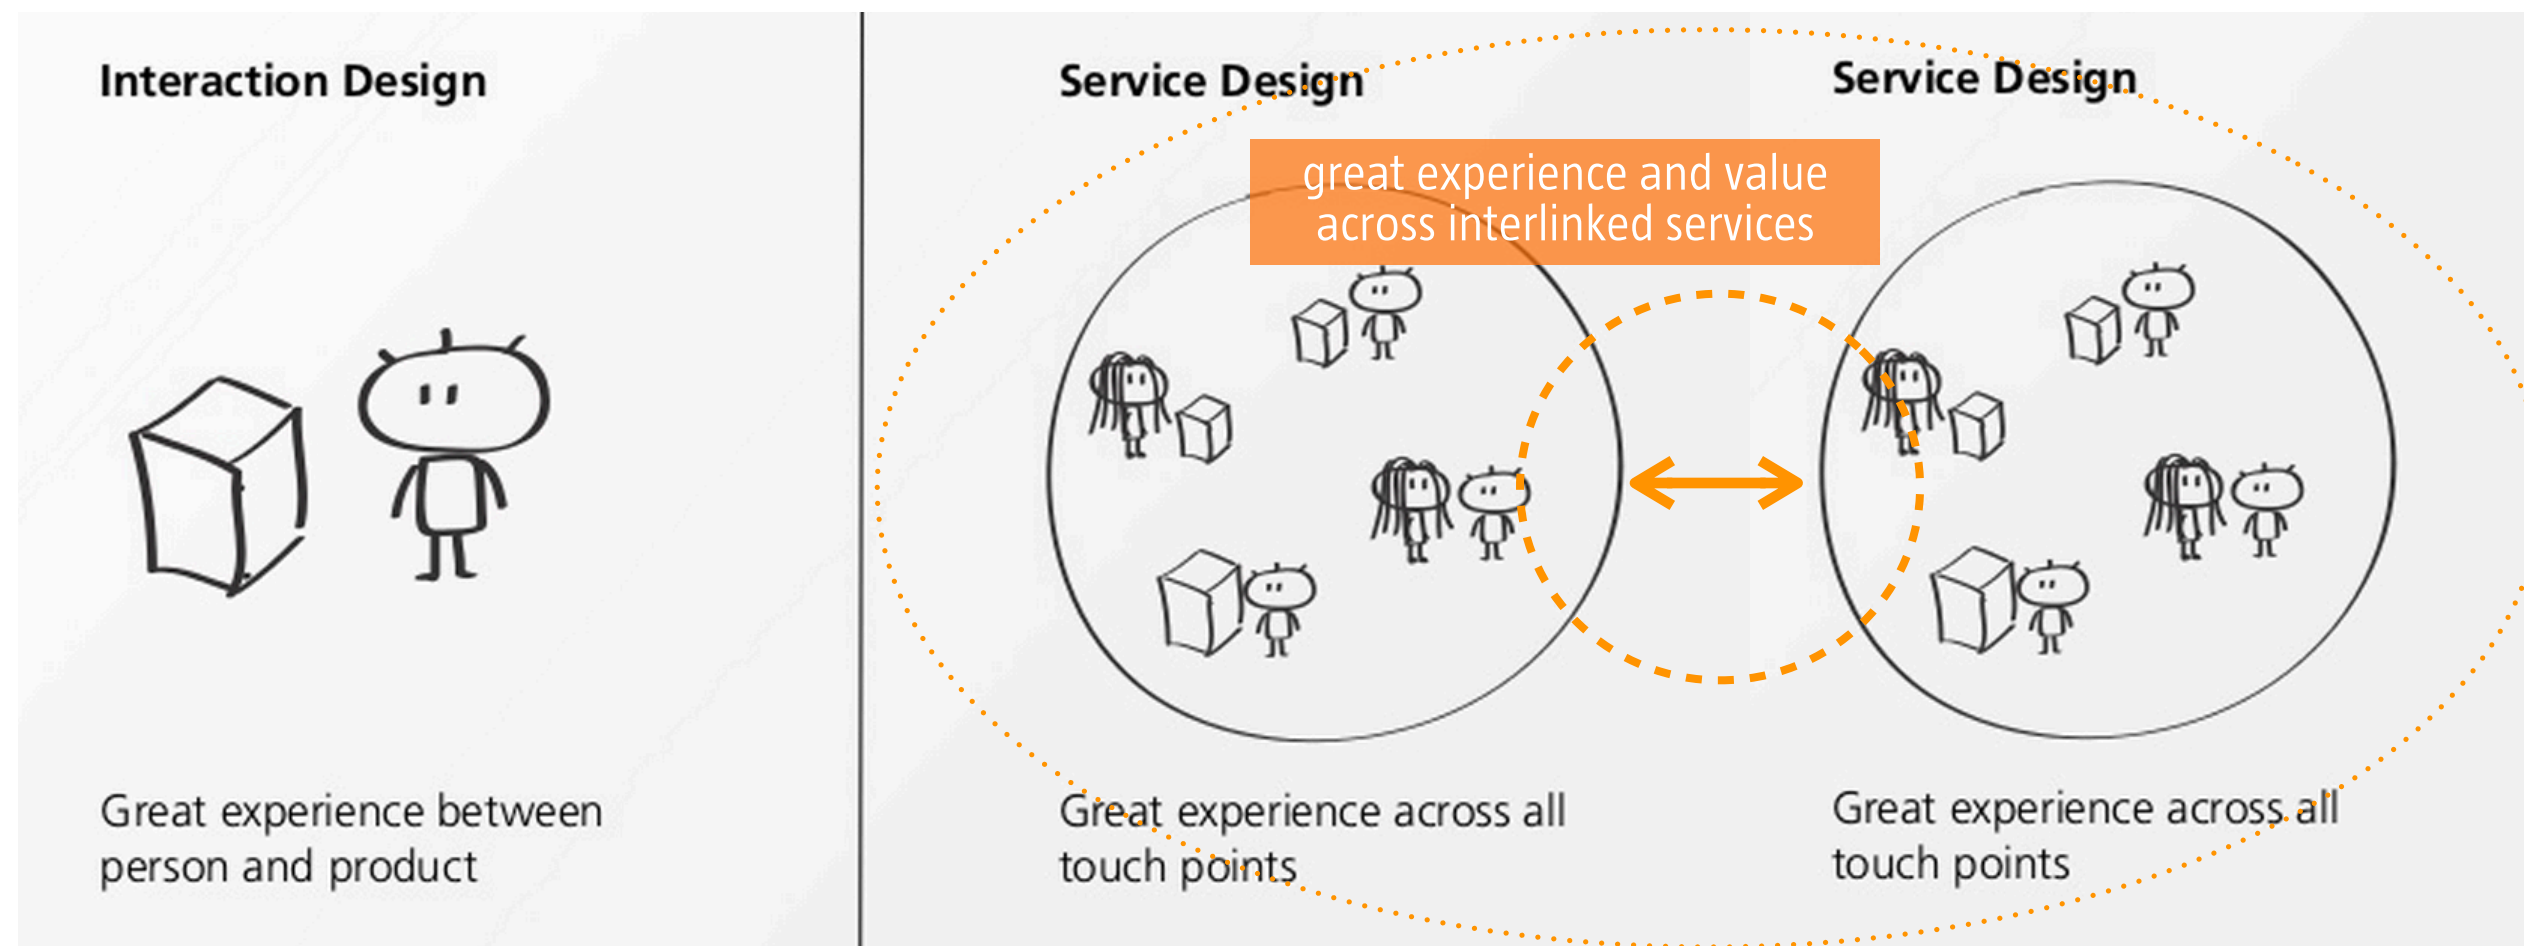 Interaction Design
Great experience between
person and product
Service Design
Great experience across all
touch points
great experience and value
across interlinked services
Service Design
Great experience across all
touch points